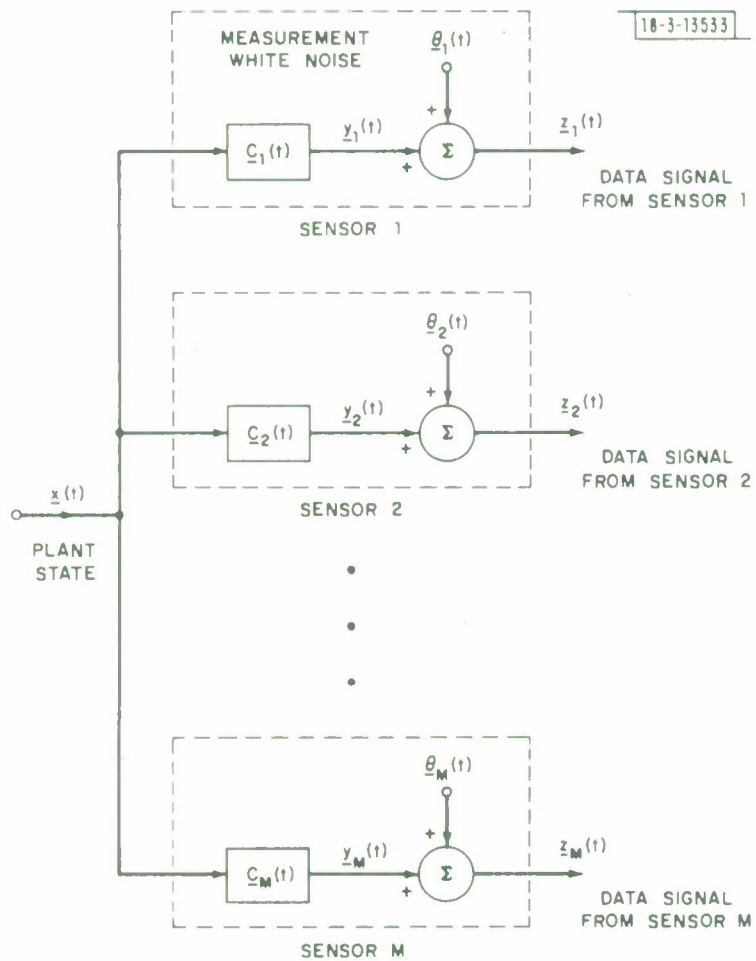 18-3-13533
MEASUREMENT
WHITE NOISE
θ₁(t)
C₁(t)
y₁(t)
+
+
Σ
z₁(t)
DATA SIGNAL
FROM SENSOR 1
SENSOR 1
θ₂(t)
C₂(t)
y₂(t)
+
+
Σ
z₂(t)
DATA SIGNAL
FROM SENSOR 2
SENSOR 2
x(t)
PLANT
STATE
θM(t)
CM(t)
yM(t)
+
+
Σ
zM(t)
DATA SIGNAL
FROM SENSOR M
SENSOR M